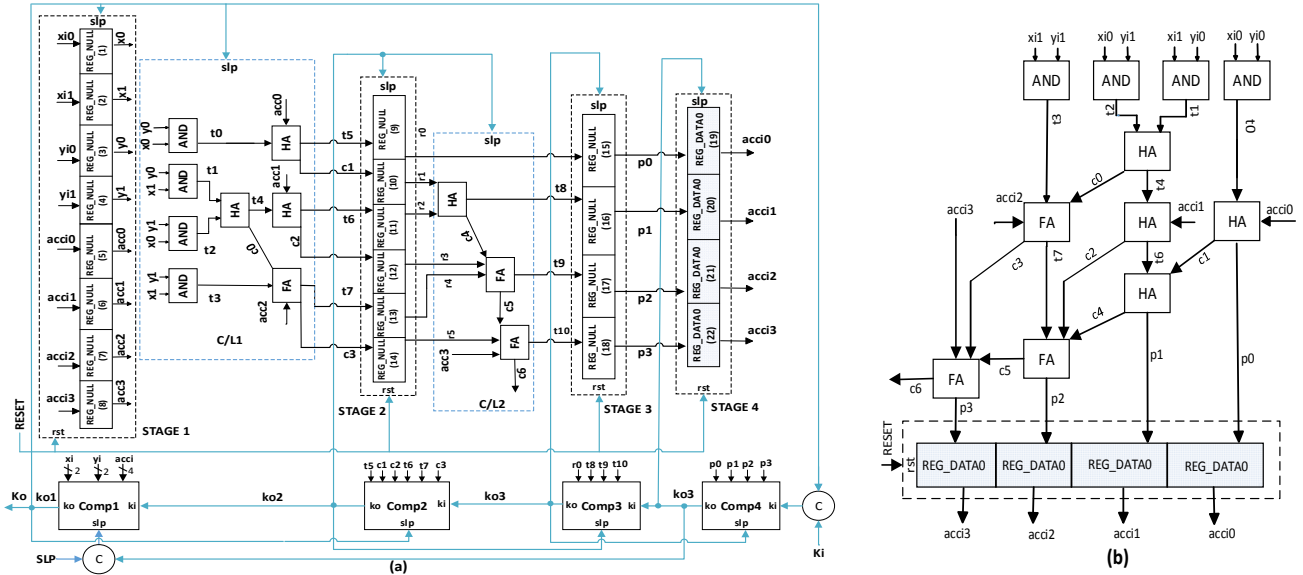 slp
xi0
REG_NULL
(1)
x0
xi1
REG_NULL
(2)
x1
yi0
REG_NULL
(3)
y0
yi1
REG_NULL
(4)
y1
acci0
REG_NULL
(5)
acc0
acci1
REG_NULL
(6)
acc1
acci2
REG_NULL
(7)
acc2
acci3
REG_NULL
(8)
acc3
rst
STAGE 1
RESET
slp
acc0
y0
x0
AND
t0
HA
t5
c1
y0
x1
AND
t1
acc1
HA
t4
HA
t6
y1
x0
AND
t2
c0
c2
y1
x1
AND
t3
FA
acc2
t7
c3
C/L1
slp
REG_NULL
(9)
r0
REG_NULL
(10)
r1
REG_NULL
(11)
r2
REG_NULL
(12)
r3
REG_NULL
(13)
r4
REG_NULL
(14)
r5
rst
STAGE 2
slp
HA
t8
c4
FA
t9
c5
acc3
FA
t10
c6
C/L2
slp
REG_NULL
(15)
p0
REG_NULL
(16)
p1
REG_NULL
(17)
p2
REG_NULL
(18)
p3
rst
STAGE 3
slp
REG_DATA0
(19)
acci0
REG_DATA0
(20)
acci1
REG_DATA0
(21)
acci2
REG_DATA0
(22)
acci3
rst
STAGE 4
Ko
ko1
xi
2
yi
2
acci
4
ko Comp1 ki
slp
ko2
t5 c1 c2 t6 t7 c3
ko Comp2 ki
slp
ko3
r0 t8 t9 t10
ko Comp3 ki
slp
ko3
p0 p1 p2 p3
ko Comp4 ki
slp
C
Ki
SLP
C
(a)
xi1 yi1
xi0 yi1
xi1 yi0
xi0 yi0
AND
AND
AND
AND
t3
t2
t1
t0
HA
c0
t4
acci3
acci2
FA
HA
acci1
HA
acci0
c3
t7
c2
t6
c1
HA
c4
FA
c5
FA
c6
p3
p2
p1
p0
RESET
rst
REG_DATA0
REG_DATA0
REG_DATA0
REG_DATA0
acci3
acci2
acci1
acci0
(b)